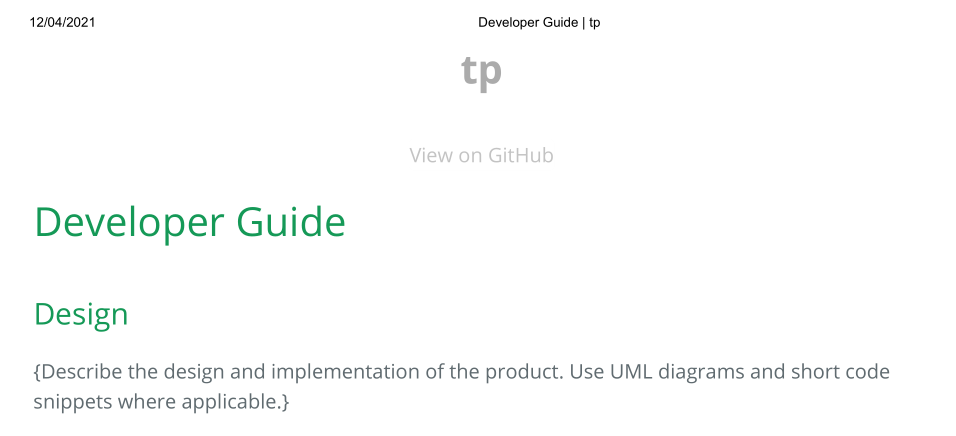 12/04/2021 Developer Guide | tp
tp
View on GitHub
Developer Guide
Design
{Describe the design and implementation of the product. Use UML diagrams and short code
snippets where applicable.}